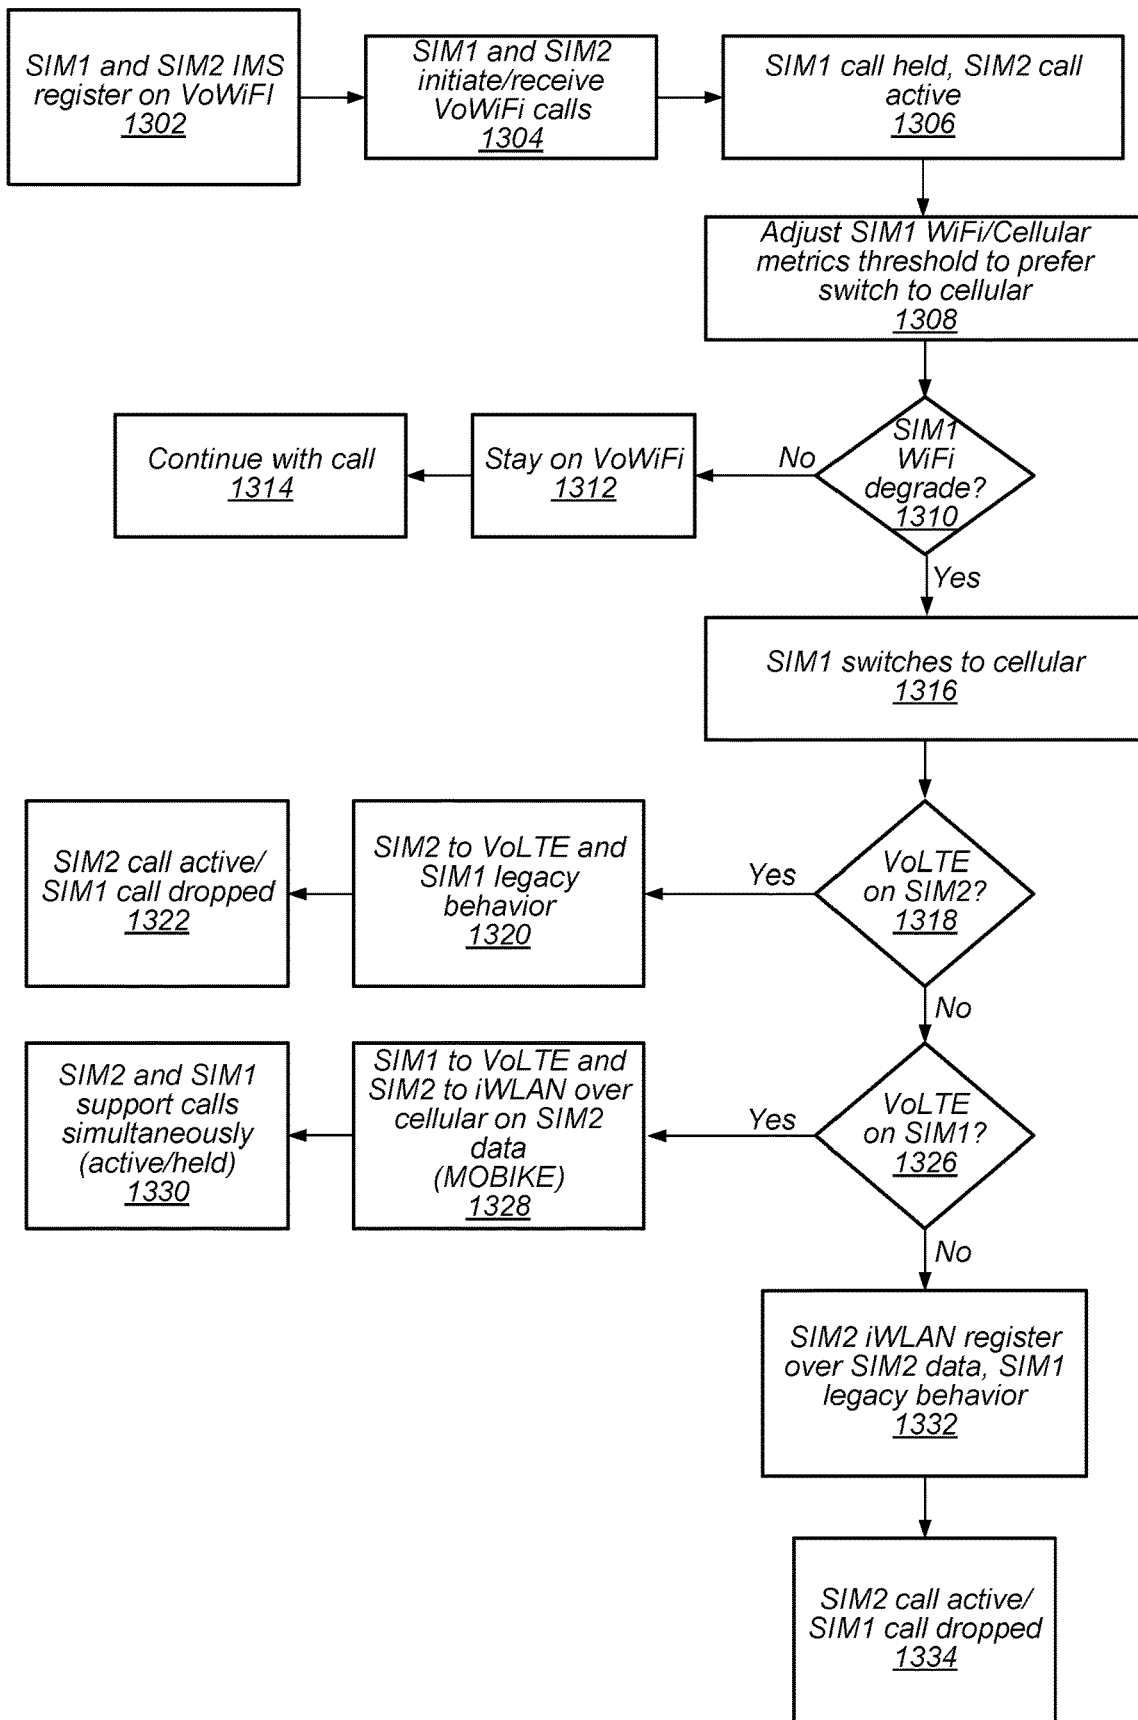 SIM1 and SIM2 IMS
register on VoWiFI
1302
SIM1 and SIM2
initiate/receive
VoWiFi calls
1304
SIM1 call held, SIM2 call
active
1306
Adjust SIM1 WiFi/Cellular
metrics threshold to prefer
switch to cellular
1308
SIM1
WiFi
degrade?
1310
No
Stay on VoWiFi
1312
Continue with call
1314
Yes
SIM1 switches to cellular
1316
VoLTE
on SIM2?
1318
Yes
SIM2 to VoLTE and
SIM1 legacy
behavior
1320
SIM2 call active/
SIM1 call dropped
1322
No
VoLTE
on SIM1?
1326
Yes
SIM1 to VoLTE and
SIM2 to iWLAN over
cellular on SIM2
data
(MOBIKE)
1328
SIM2 and SIM1
support calls
simultaneously
(active/held)
1330
No
SIM2 iWLAN register
over SIM2 data, SIM1
legacy behavior
1332
SIM2 call active/
SIM1 call dropped
1334